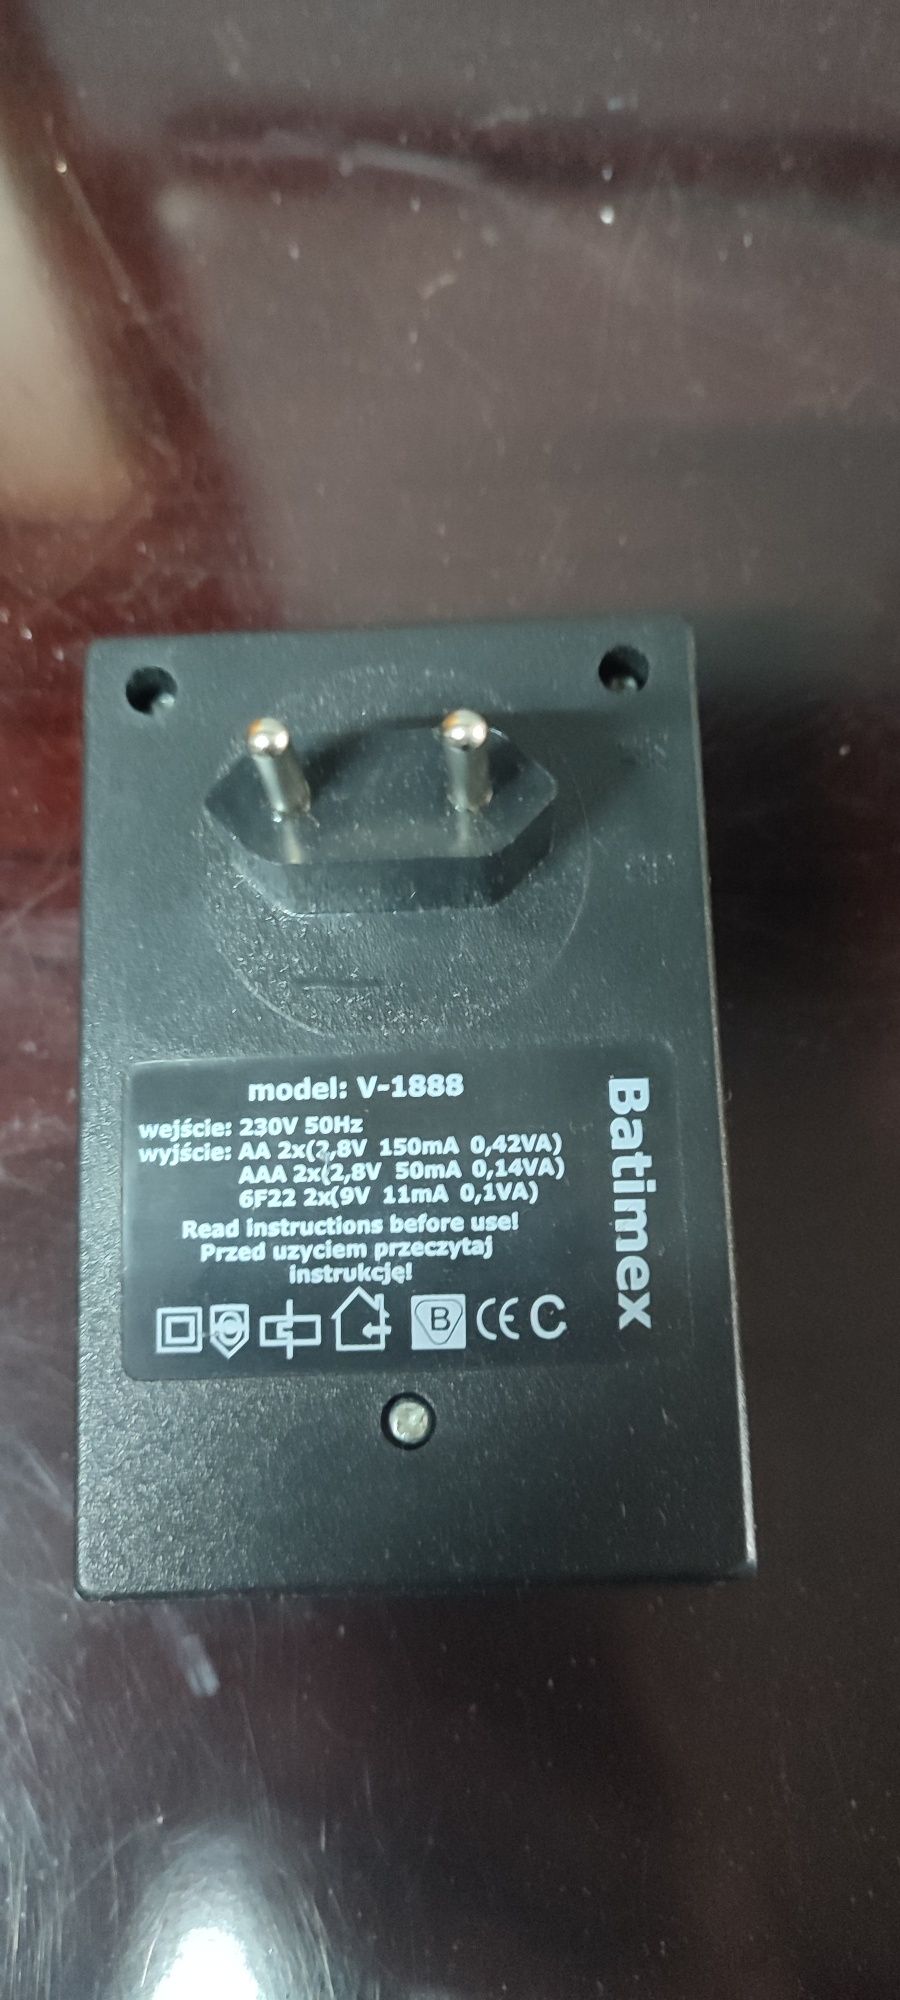 model: V-1888
wejście: 230V 50Hz
wyjście: AA 2x(2,8V 150mA 0,42VA)
AAA 2x(2,8V 50mA 0,14VA)
6F22 2x(9V 11mA 0,1VA)
Read instructions before use!
Przed uzyciem przeczytaj
instrukcję!
B CE C
Batimex